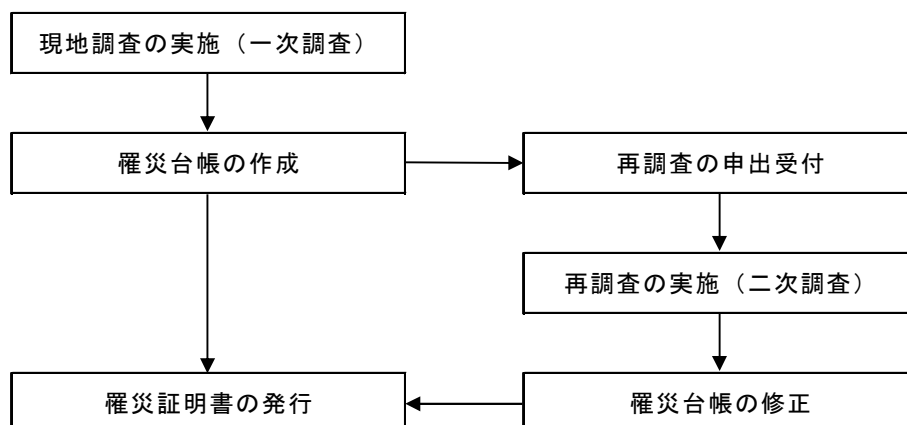 現地調査の実施（一次調査）
罹災台帳の作成
再調査の申出受付
再調査の実施（二次調査）
罹災証明書の発行
罹災台帳の修正